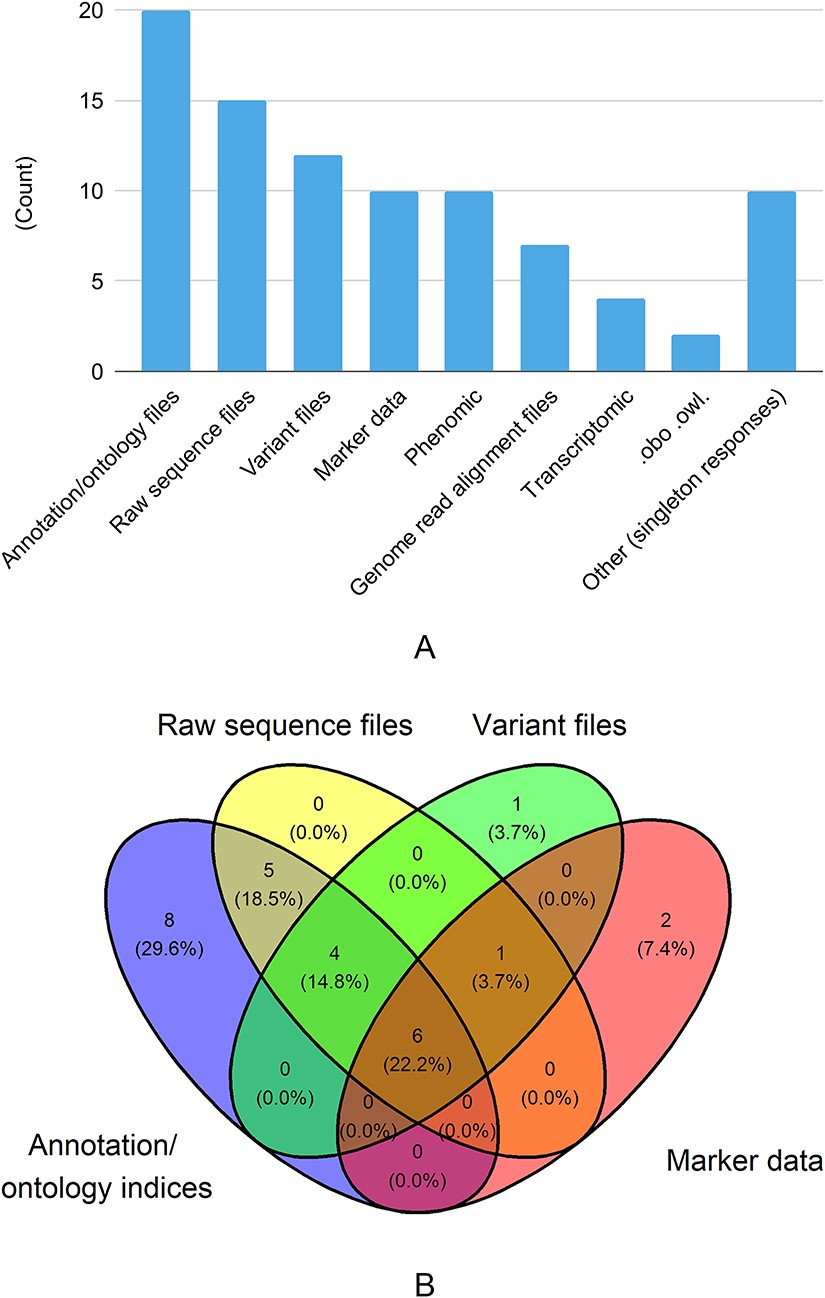 20
15
10
5
0
(Count)
Annotation/ontology files
Raw sequence files
Variant files
Marker data
Phenomic
Genome read alignment files
Transcriptomic
.obo .owl.
Other (singleton responses)
A
Raw sequence files
Variant files
0
(0.0%)
1
(3.7%)
0
(0.0%)
5
(18.5%)
0
(0.0%)
8
(29.6%)
2
(7.4%)
4
(14.8%)
1
(3.7%)
6
(22.2%)
0
(0.0%)
0
(0.0%)
0
(0.0%)
0
(0.0%)
0
(0.0%)
Annotation/
ontology indices
Marker data
B